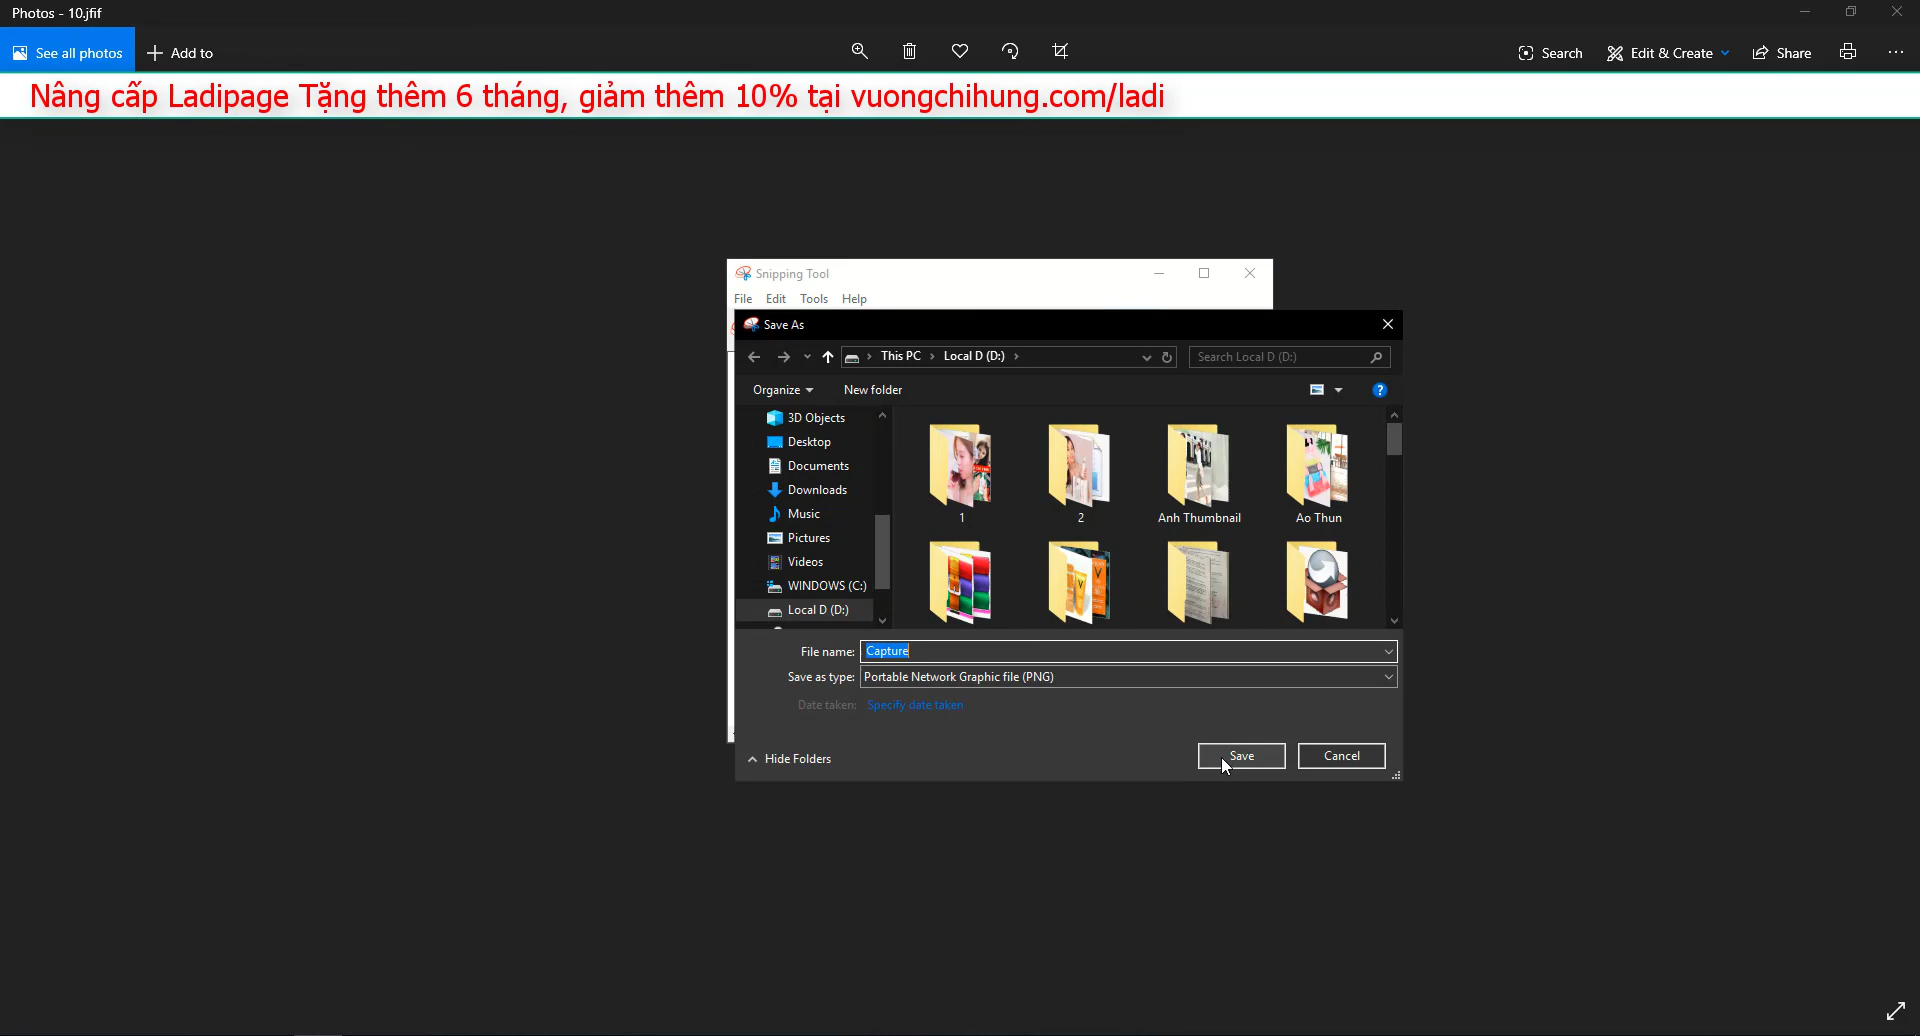 Photos - 10.jfif
See all photos
Add to
Search
Edit & Create
Share
Nâng cấp Ladipage Tặng thêm 6 tháng, giảm thêm 10% tại vuongchihung.com/ladi
Snipping Tool
File Edit Tools Help
Save As
This PC > Local D (D:) >
Search Local D (D:)
Organize
New folder
3D Objects
Desktop
Documents
Downloads
Music
Pictures
Videos
WINDOWS (C:)
Local D (D:)
1
2
Anh Thumbnail
Ao Thun
File name: Capture
Save as type: Portable Network Graphic file (PNG)
Date taken: Specify date taken
Hide Folders
Save
Cancel